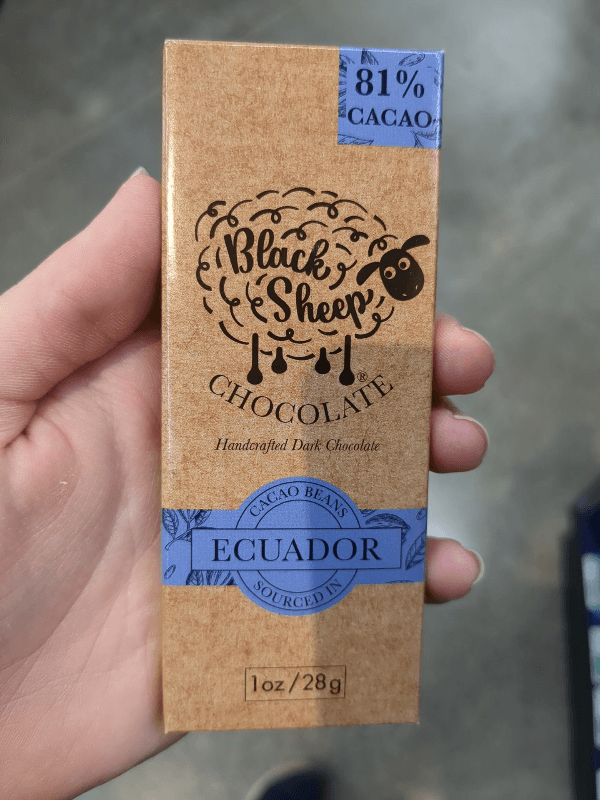 81%
CACAO
Black
Sheep
CHOCOLATE®
Handcrafted Dark Chocolate
CACAO BEANS
ECUADOR
SOURCED IN
1oz/28g